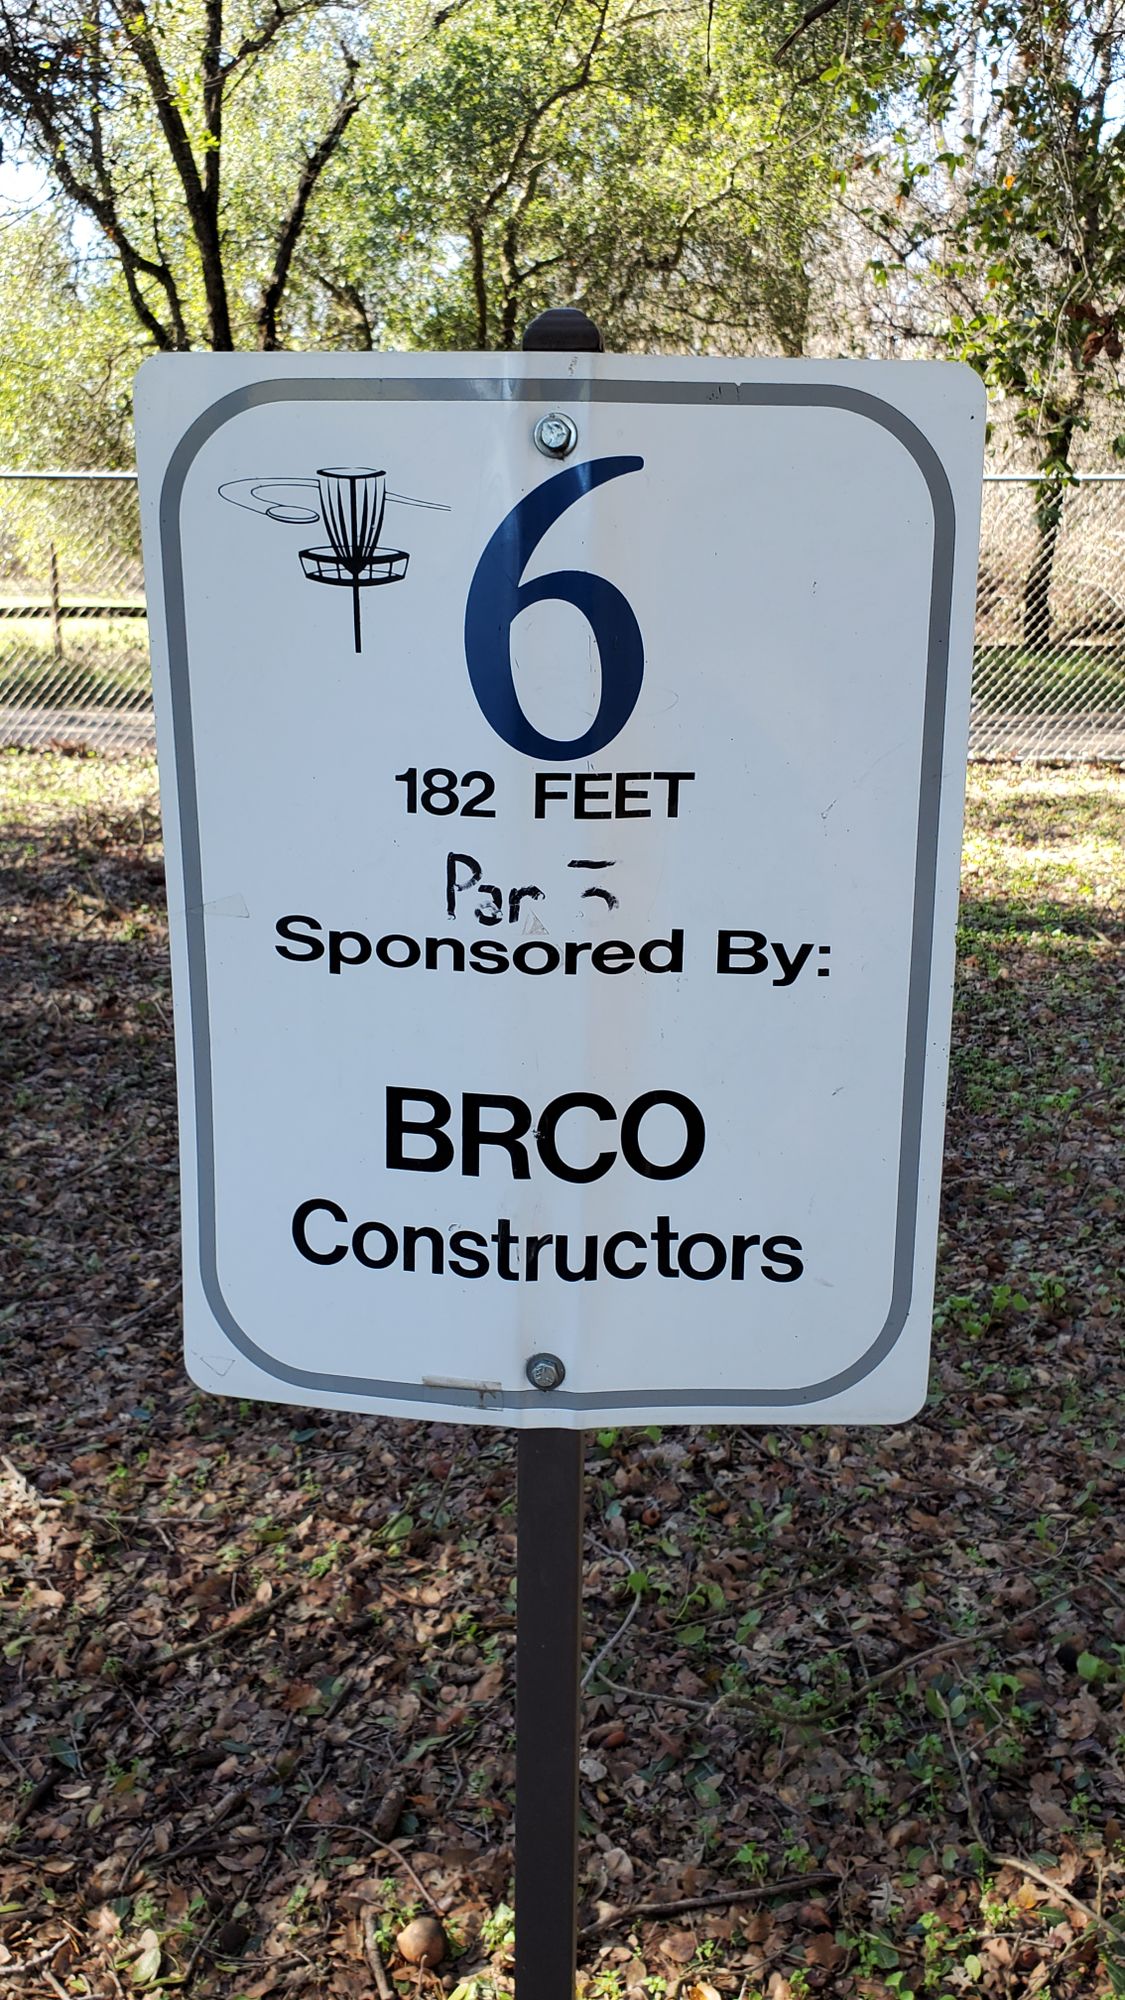 6
182 FEET
Par
Sponsored By:
BRCO
Constructors